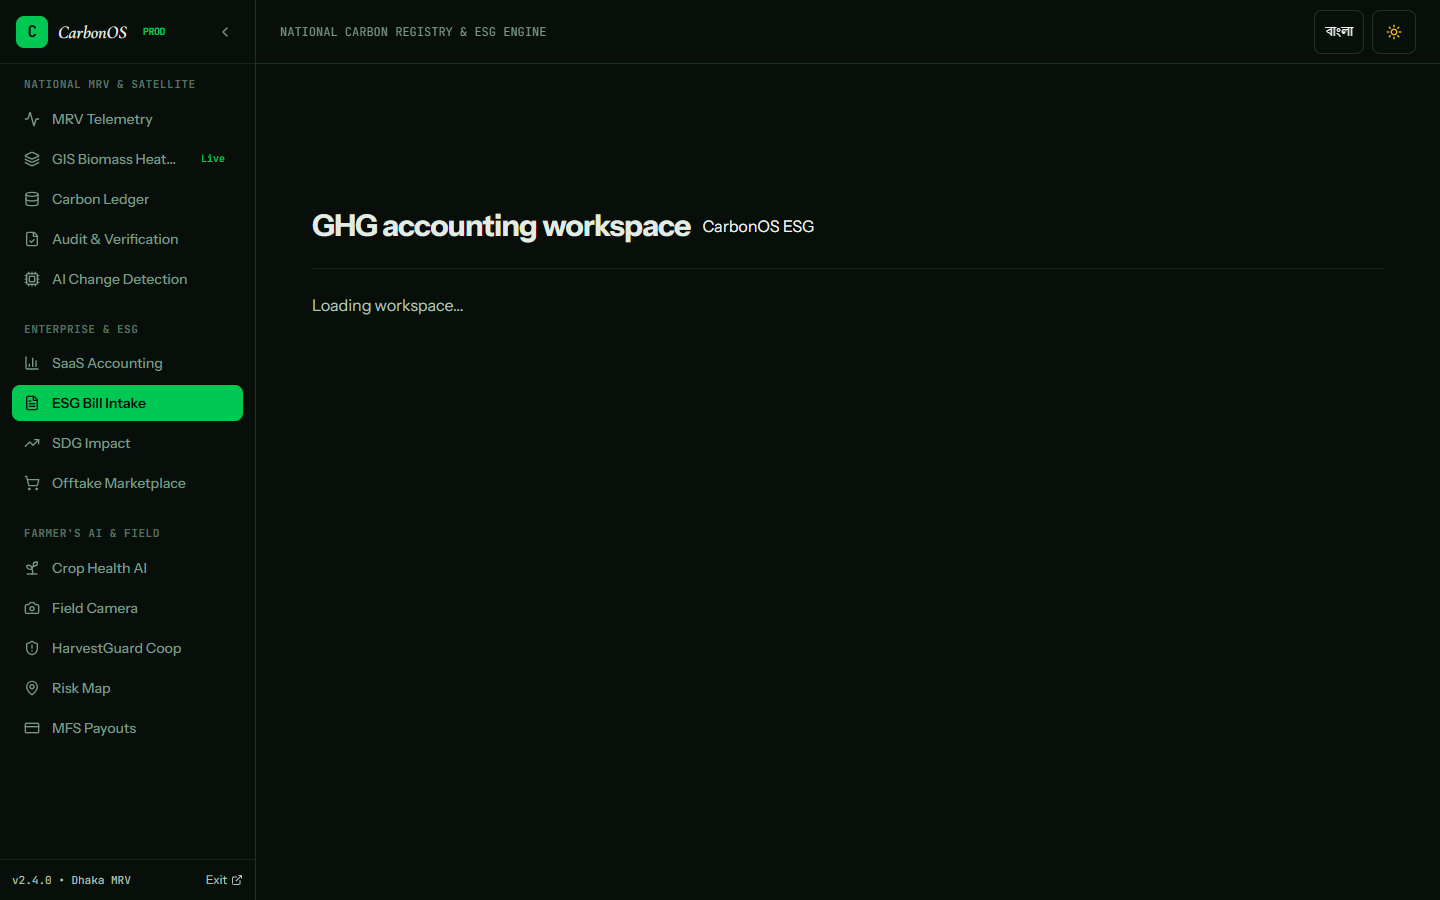 C CarbonOS PROD
NATIONAL CARBON REGISTRY & ESG ENGINE
বাংলা
NATIONAL MRV & SATELLITE
MRV Telemetry
GIS Biomass Heat... Live
Carbon Ledger
Audit & Verification
AI Change Detection
ENTERPRISE & ESG
SaaS Accounting
ESG Bill Intake
SDG Impact
Offtake Marketplace
FARMER'S AI & FIELD
Crop Health AI
Field Camera
HarvestGuard Coop
Risk Map
MFS Payouts
v2.4.0 • Dhaka MRV
Exit
GHG accounting workspace CarbonOS ESG
Loading workspace...